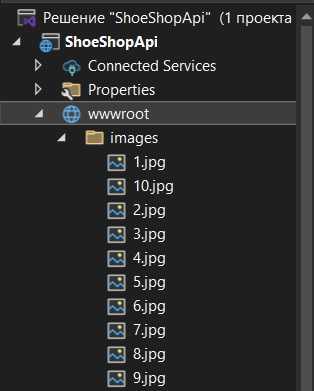 Решение "ShoeShopApi" (1 проекта
ShoeShopApi
Connected Services
Properties
wwwroot
images
1.jpg
10.jpg
2.jpg
3.jpg
4.jpg
5.jpg
6.jpg
7.jpg
8.jpg
9.jpg